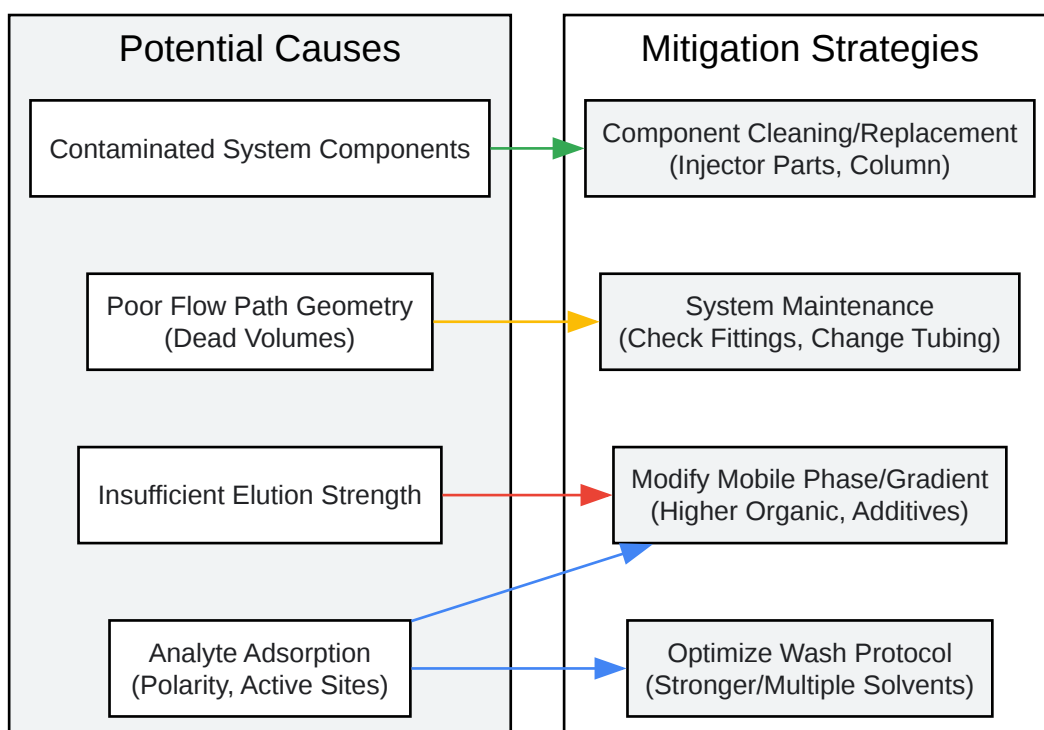 Potential Causes
Mitigation Strategies
Contaminated System Components
Component Cleaning/Replacement
(Injector Parts, Column)
Poor Flow Path Geometry
(Dead Volumes)
System Maintenance
(Check Fittings, Change Tubing)
Insufficient Elution Strength
Modify Mobile Phase/Gradient
(Higher Organic, Additives)
Analyte Adsorption
(Polarity, Active Sites)
Optimize Wash Protocol
(Stronger/Multiple Solvents)